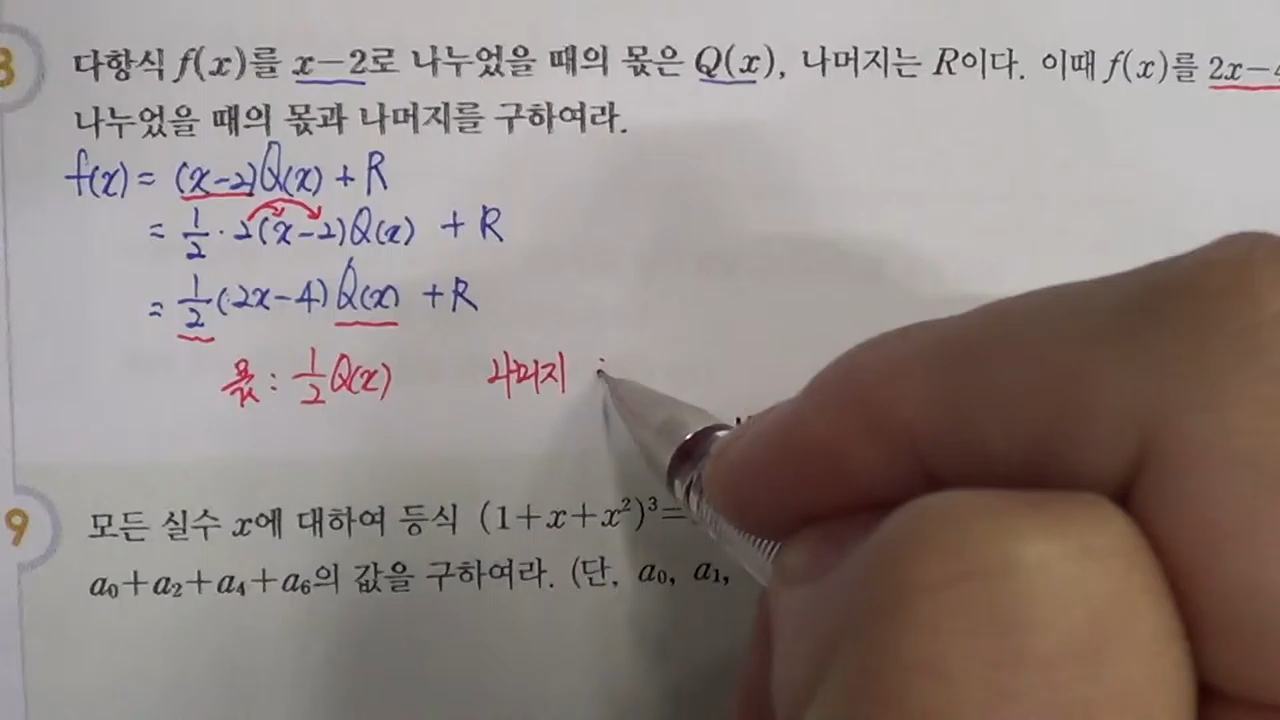 8 다항식 f(x)를 x-2로 나누었을 때의 몫은 Q(x), 나머지는 R이다. 이때 f(x)를 2x-4
나누었을 때의 몫과 나머지를 구하여라.
f(x) = (x-2)Q(x) + R
= 1/2 · 2(x-2)Q(x) + R
= 1/2 (2x-4) Q(x) + R
몫 : 1/2 Q(x) 나머지 :
9 모든 실수 x에 대하여 등식 (1+x+x²)³=
a₀+a₂+a₄+a₆의 값을 구하여라. (단, a₀, a₁,